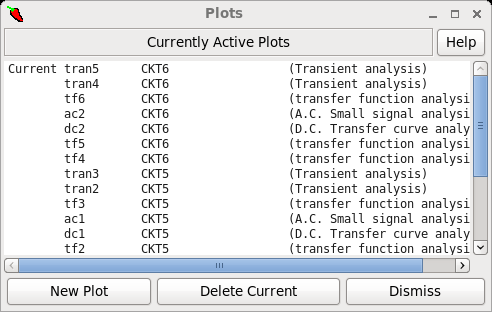 Plots
Currently Active Plots Help
Current tran5 CKT6 (Transient analysis)
tran4 CKT6 (Transient analysis)
tf6 CKT6 (transfer function analysi
ac2 CKT6 (A.C. Small signal analysi
dc2 CKT6 (D.C. Transfer curve analy
tf5 CKT6 (transfer function analysi
tf4 CKT6 (transfer function analysi
tran3 CKT5 (Transient analysis)
tran2 CKT5 (Transient analysis)
tf3 CKT5 (transfer function analysi
ac1 CKT5 (A.C. Small signal analysi
dc1 CKT5 (D.C. Transfer curve analy
tf2 CKT5 (transfer function analysi
New Plot Delete Current Dismiss